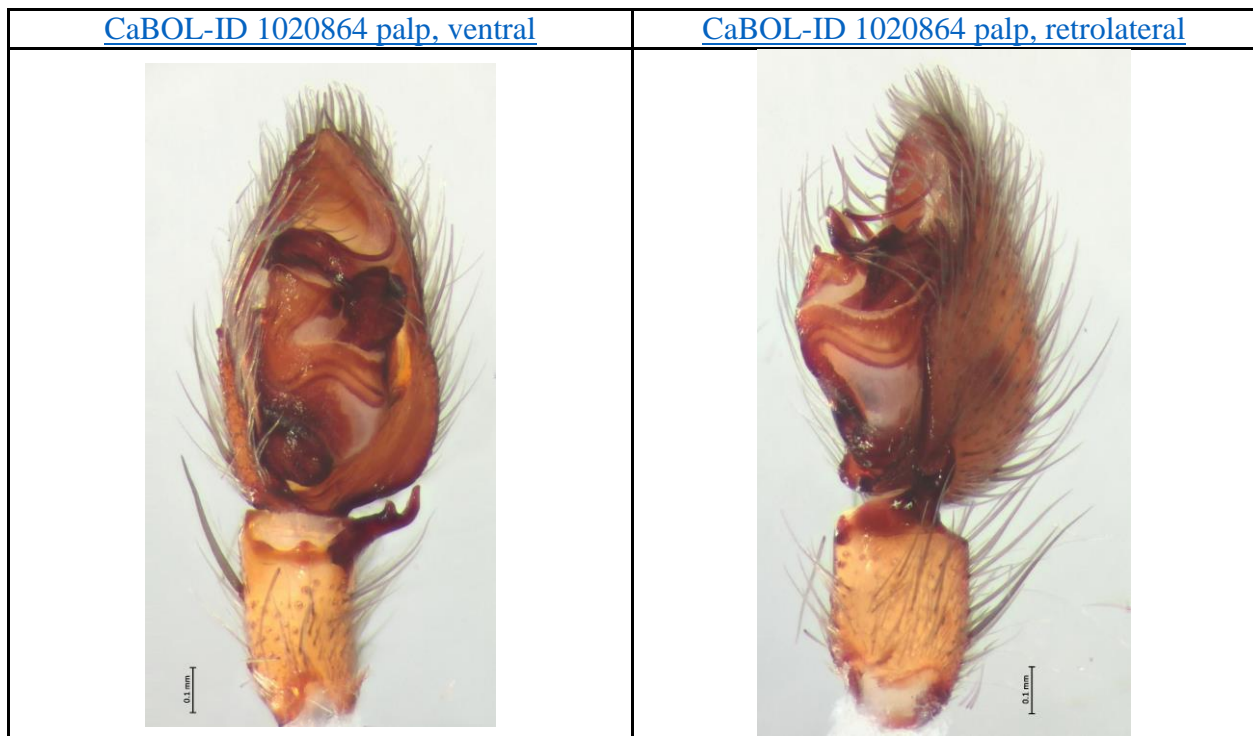 CaBOL-ID 1020864 palp, ventral
CaBOL-ID 1020864 palp, retrolateral
0.1 mm
0.1 mm